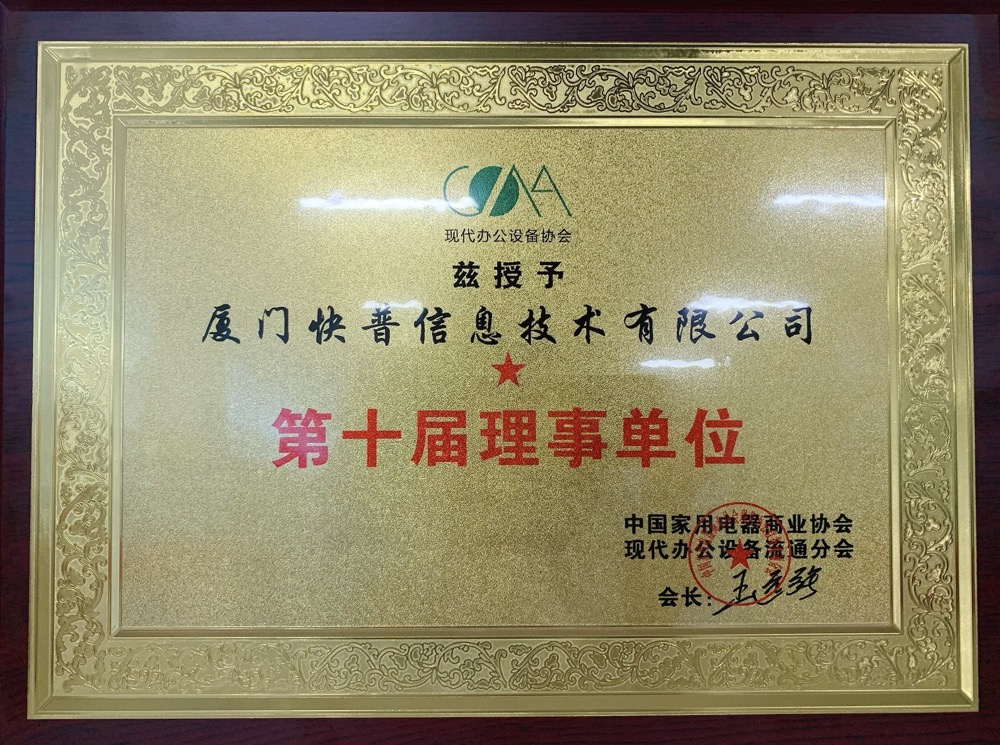 现代办公设备协会
兹授予
厦门快普信息技术有限公司
第十届理事单位
中国家用电器商业协会
现代办公设备流通分会
会长：